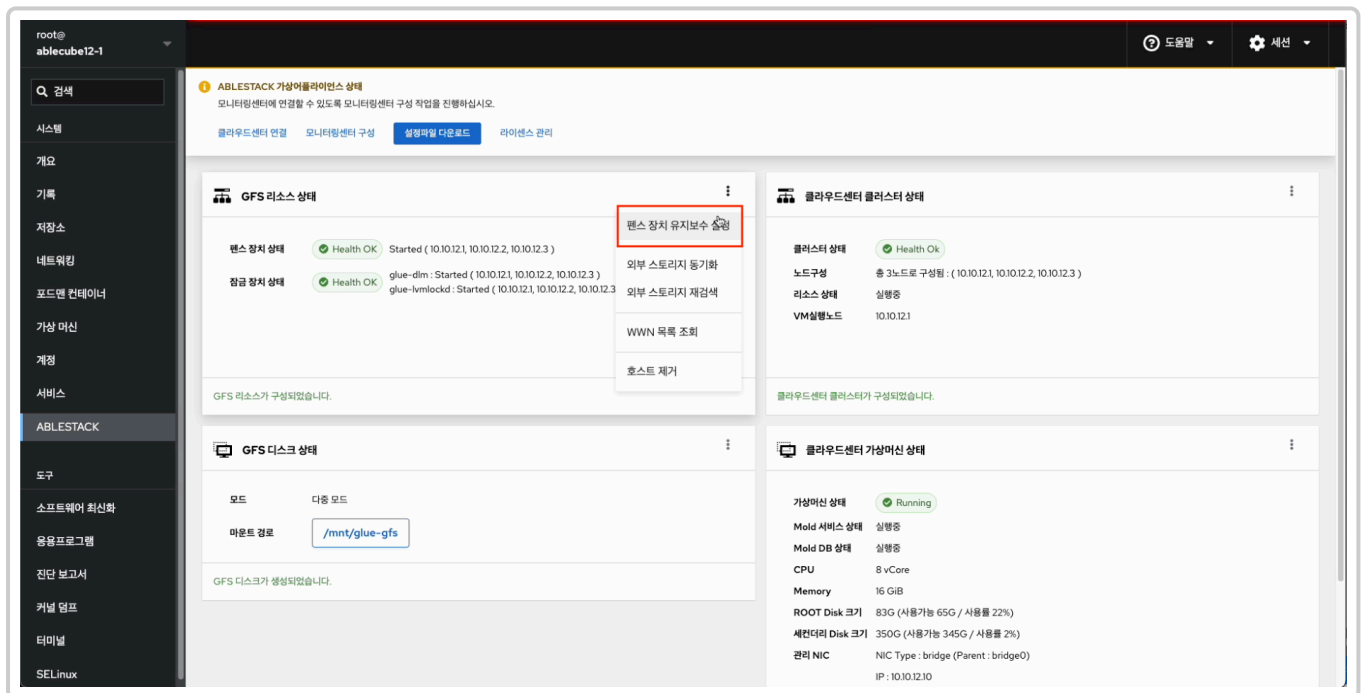 root@
ablecube12-1
도움말
세션
검색
시스템
개요
기록
저장소
네트워킹
포드맨 컨테이너
가상 머신
계정
서비스
ABLESTACK
도구
소프트웨어 최신화
응용프로그램
진단 보고서
커널 덤프
터미널
SELinux
ABLESTACK 가상어플라이언스 상태
모니터링센터에 연결할 수 있도록 모니터링센터 구성 작업을 진행하십시오.
클라우드센터 연결 모니터링센터 구성 설정파일 다운로드 라이센스 관리
GFS 리소스 상태
펜스 장치 상태 Health OK Started ( 10.10.12.1, 10.10.12.2, 10.10.12.3 )
잠금 장치 상태 Health OK glue-dlm : Started ( 10.10.12.1, 10.10.12.2, 10.10.12.3 )
glue-lvmlockd : Started ( 10.10.12.1, 10.10.12.2, 10.10.12.3
GFS 리소스가 구성되었습니다.
펜스 장치 유지보수 설정
외부 스토리지 동기화
외부 스토리지 재검색
WWN 목록 조회
호스트 제거
클라우드센터 클러스터 상태
클러스터 상태 Health Ok
노드구성 총 3노드로 구성됨 : ( 10.10.12.1, 10.10.12.2, 10.10.12.3 )
리소스 상태 실행중
VM실행노드 10.10.12.1
클라우드센터 클러스터가 구성되었습니다.
GFS 디스크 상태
모드 다중 모드
마운트 경로 /mnt/glue-gfs
GFS 디스크가 생성되었습니다.
클라우드센터 가상머신 상태
가상머신 상태 Running
Mold 서비스 상태 실행중
Mold DB 상태 실행중
CPU 8 vCore
Memory 16 GiB
ROOT Disk 크기 83G (사용가능 65G / 사용률 22%)
세컨더리 Disk 크기 350G (사용가능 345G / 사용률 2%)
관리 NIC NIC Type : bridge (Parent : bridge0)
IP : 10.10.12.10